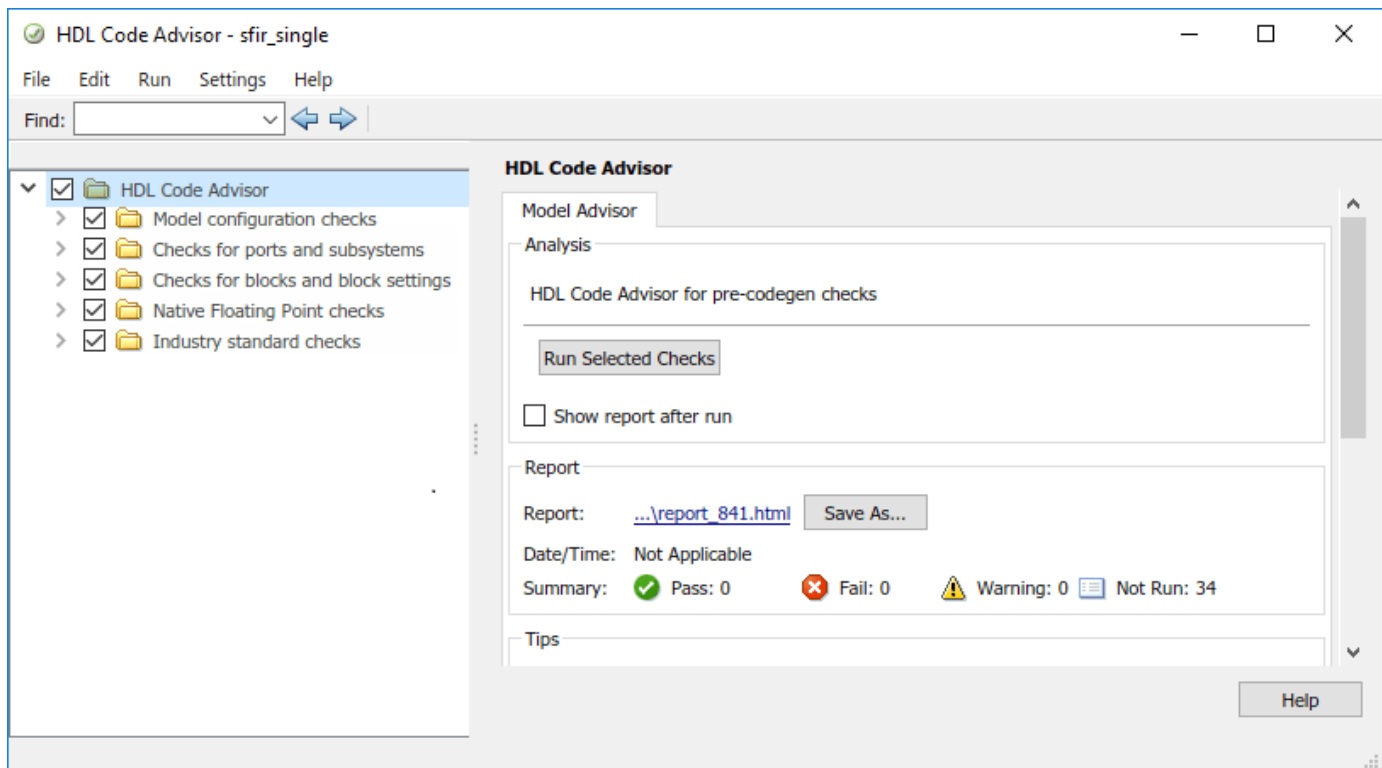 HDL Code Advisor - sfir_single
File Edit Run Settings Help
Find:
HDL Code Advisor
Model configuration checks
Checks for ports and subsystems
Checks for blocks and block settings
Native Floating Point checks
Industry standard checks
HDL Code Advisor
Model Advisor
Analysis
HDL Code Advisor for pre-codegen checks
Run Selected Checks
Show report after run
Report
Report: ...\report_841.html Save As...
Date/Time: Not Applicable
Summary: Pass: 0 Fail: 0 Warning: 0 Not Run: 34
Tips
Help